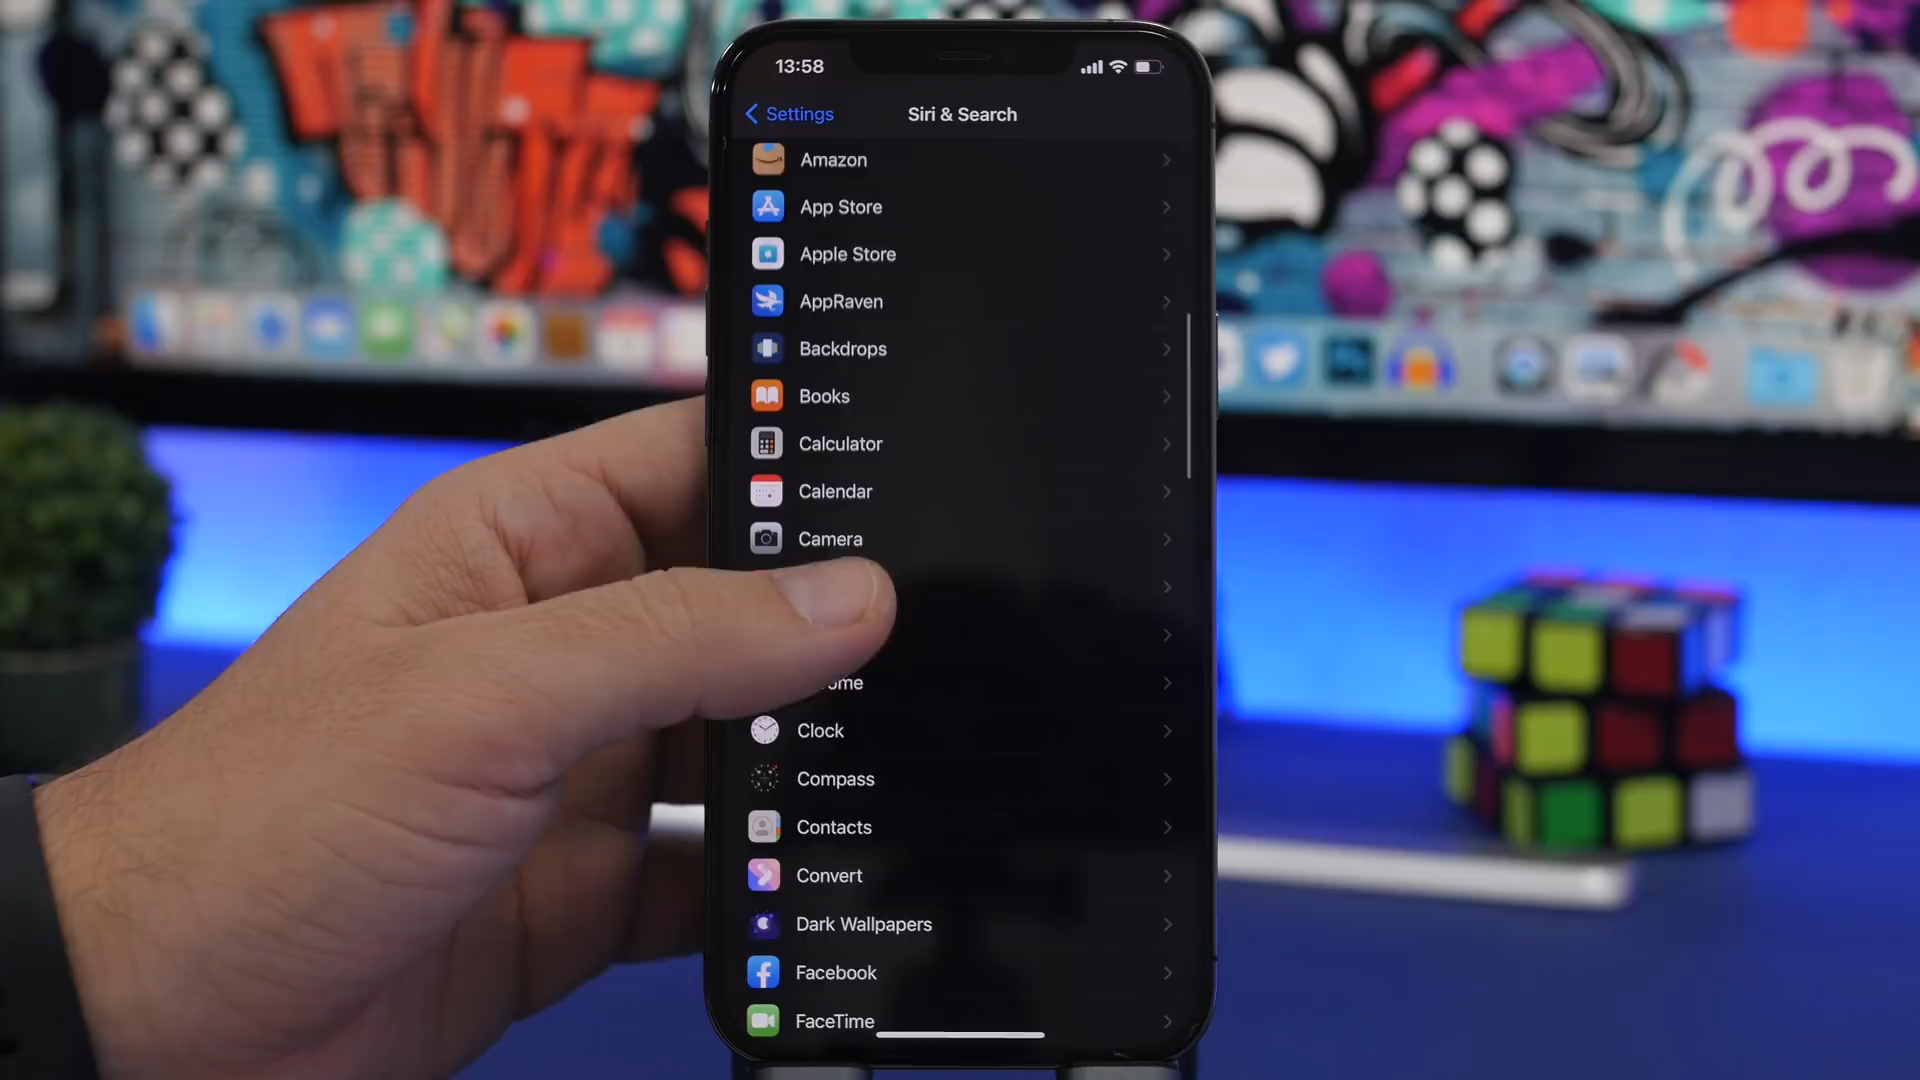 13:58
Settings
Siri & Search
Amazon
App Store
Apple Store
AppRaven
Backdrops
Books
Calculator
Calendar
Camera
ome
Clock
Compass
Contacts
Convert
Dark Wallpapers
Facebook
FaceTime